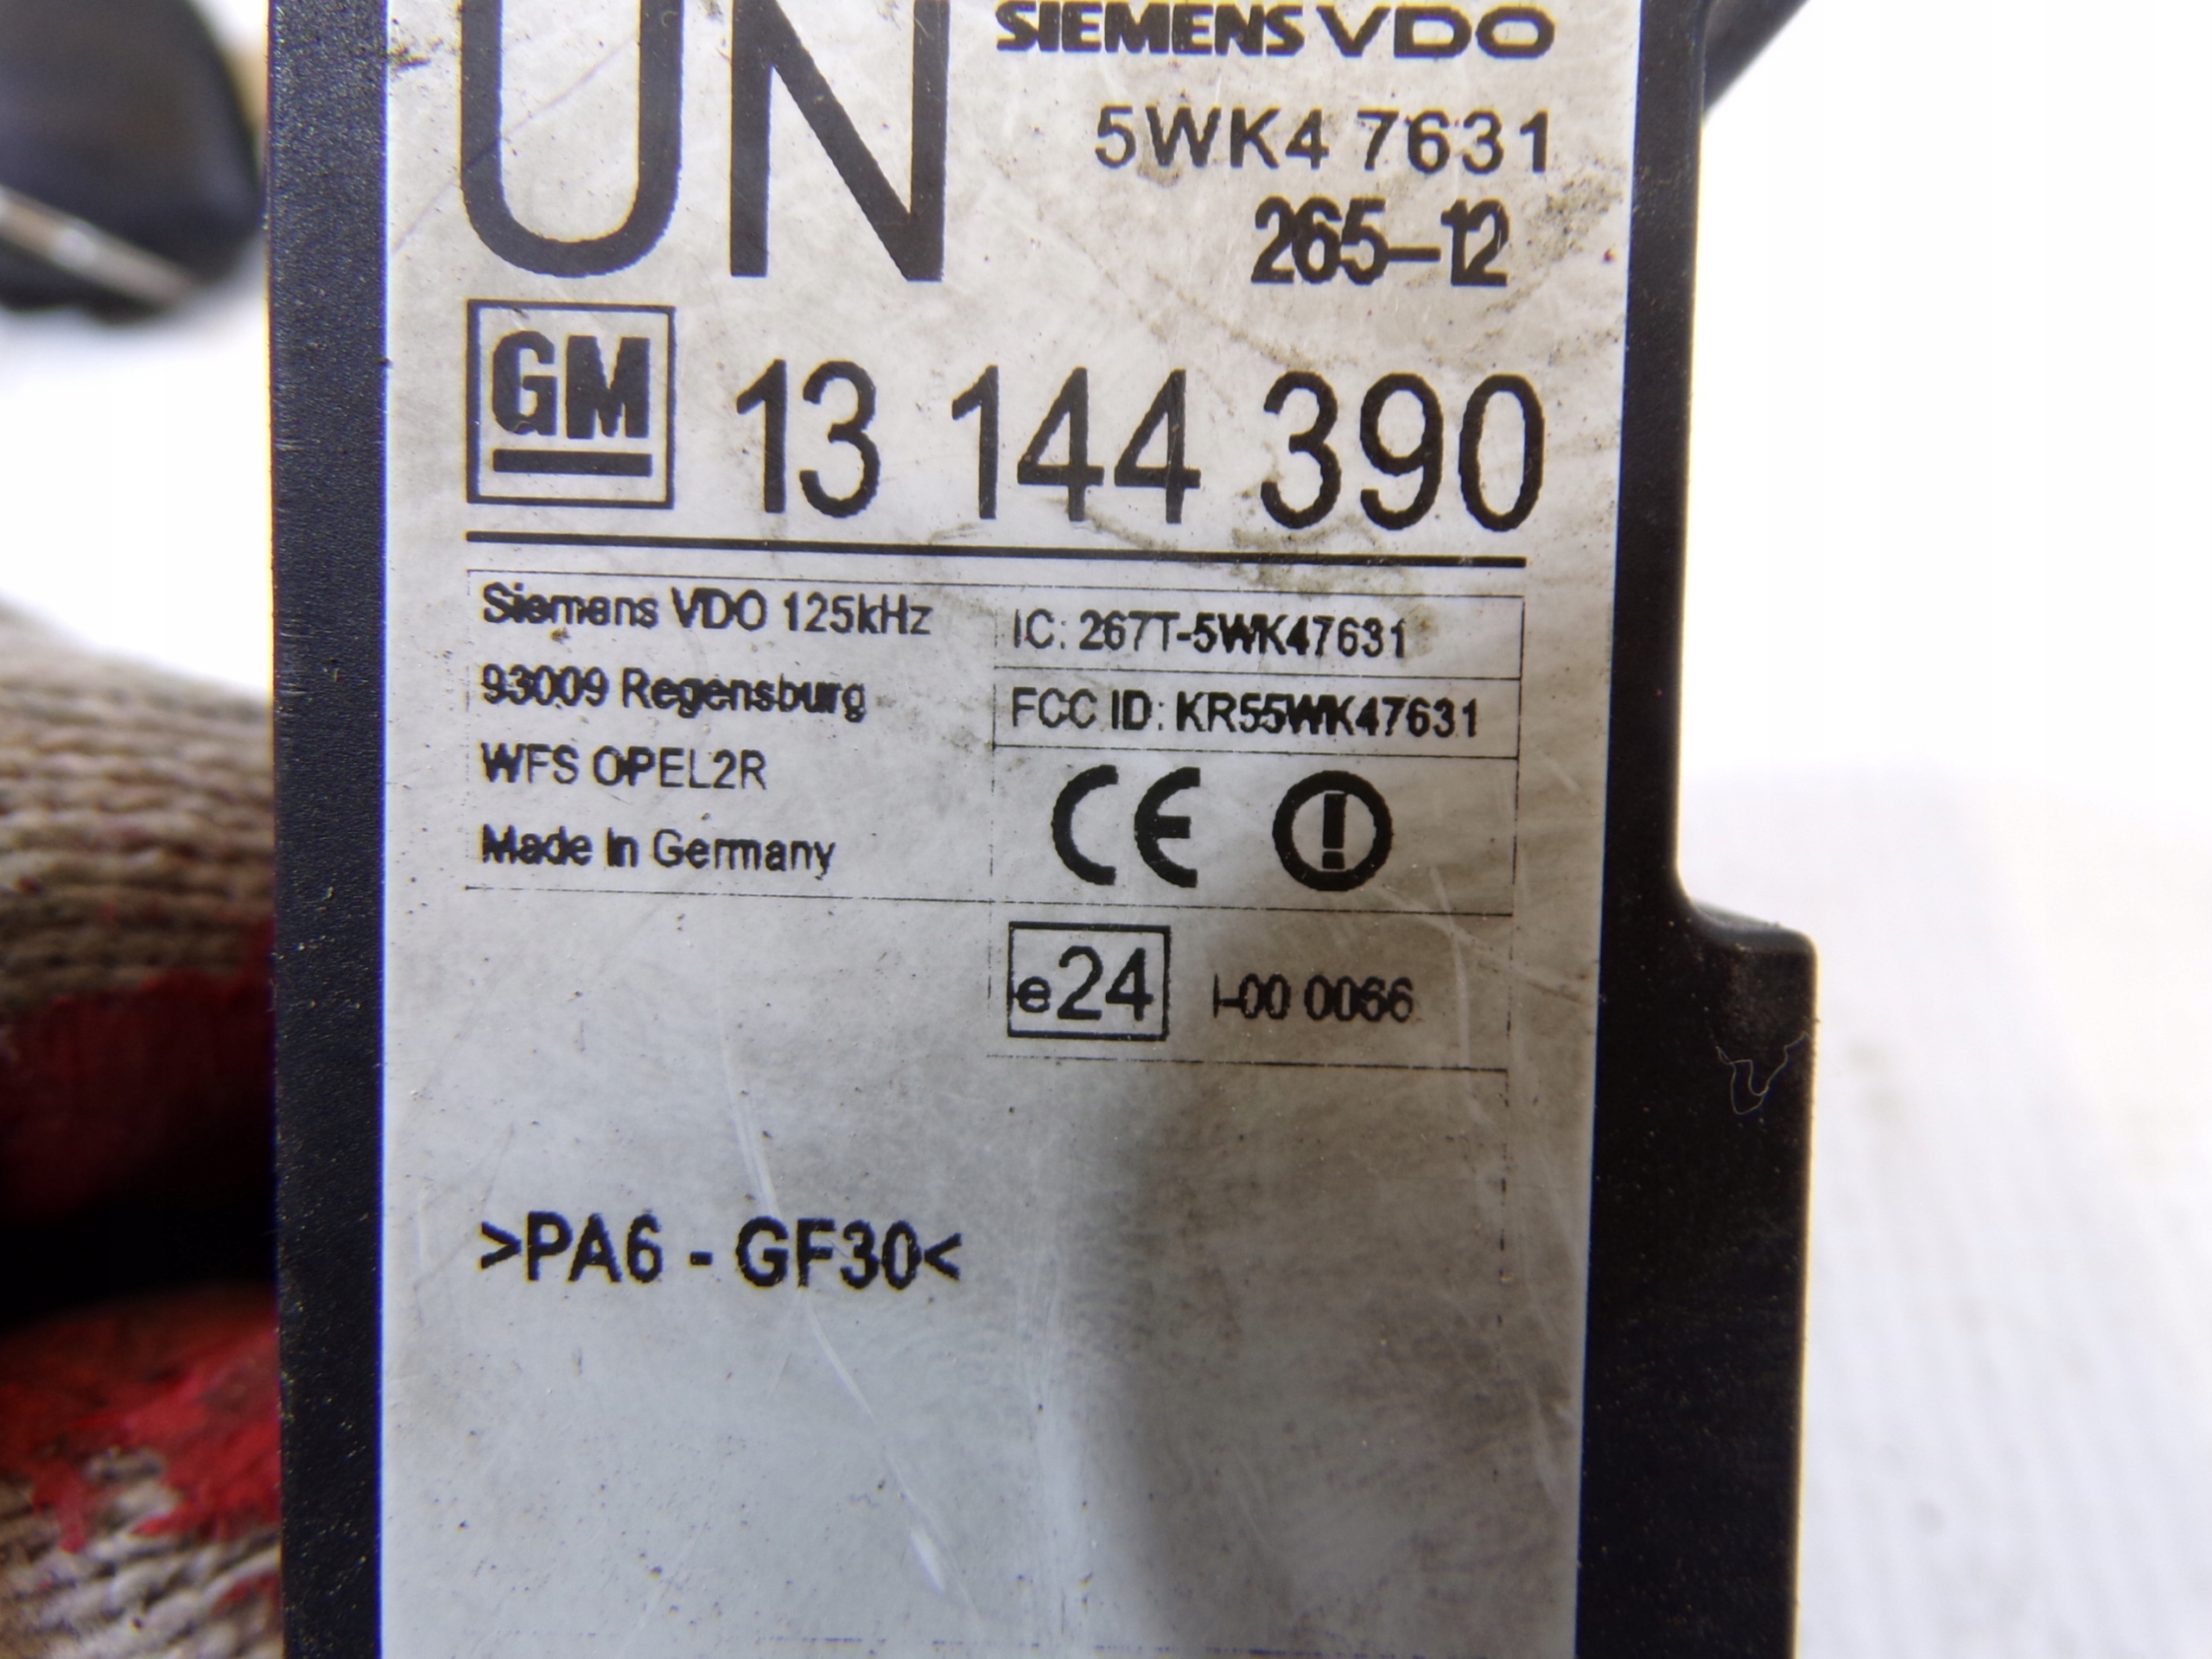 UN
SIEMENS VDO
5WK4 7631
265-12
GM 13 144 390
Siemens VDO 125kHz
93009 Regensburg
WFS OPEL2R
Made in Germany
IC: 267T-5WK47631
FCC ID: KR55WK47631
CE
e24 I-00 0066
>PA6 - GF30<